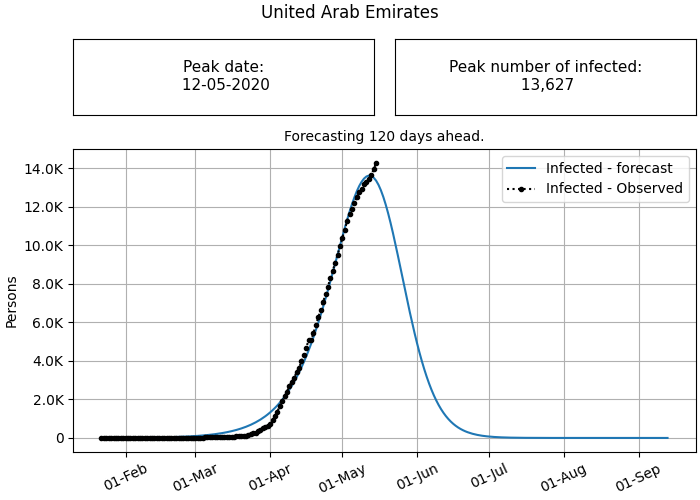 United Arab Emirates
Peak date:
12-05-2020
Peak number of infected:
13,627
Forecasting 120 days ahead.
Infected - forecast
Infected - Observed
14.0K
12.0K
10.0K
8.0K
6.0K
4.0K
2.0K
0
Persons
01-Feb
01-Mar
01-Apr
01-May
01-Jun
01-Jul
01-Aug
01-Sep